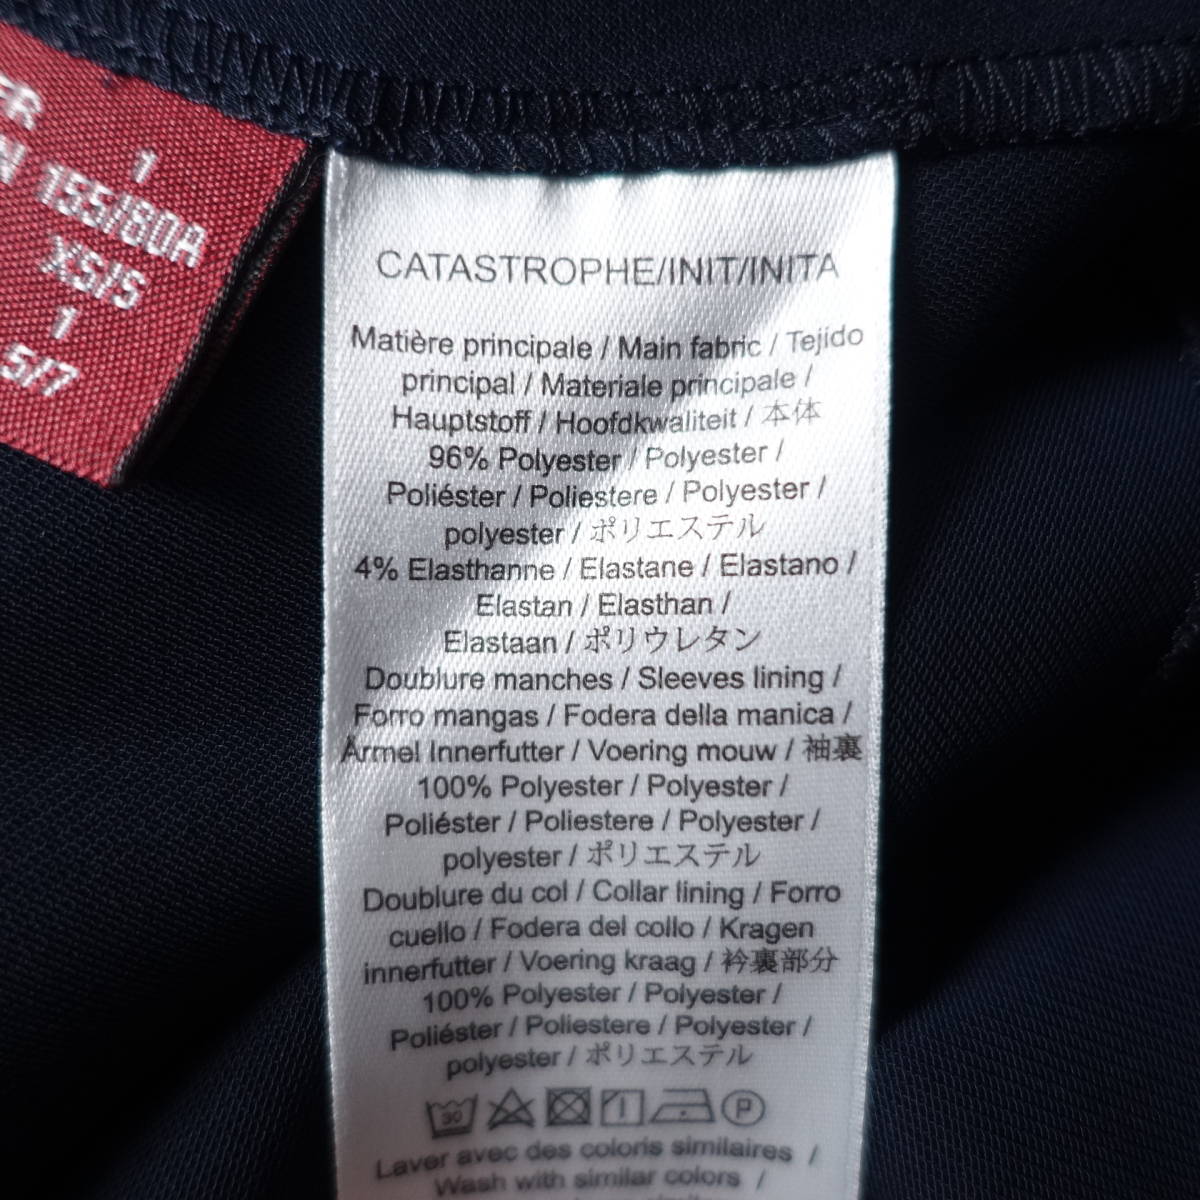 FR 1
N 155/80A
XS/S
1
5/7
CATASTROPHE/INIT/INITA
Matière principale / Main fabric / Tejido
principal / Materiale principale /
Hauptstoff / Hoofdkwaliteit / 本体
96% Polyester / Polyester /
Poliéster / Poliestere / Polyester /
polyester / ポリエステル
4% Elasthanne / Elastane / Elastano /
Elastan / Elasthan /
Elastaan / ポリウレタン
Doublure manches / Sleeves lining /
Forro mangas / Fodera della manica /
Ärmel Innerfutter / Voering mouw / 袖裏
100% Polyester / Polyester /
Poliéster / Poliestere / Polyester /
polyester / ポリエステル
Doublure du col / Collar lining / Forro
cuello / Fodera del collo / Kragen
innerfutter / Voering kraag / 衿裏部分
100% Polyester / Polyester /
Poliéster / Poliestere / Polyester /
polyester / ポリエステル
30 P
Laver avec des coloris similaires /
Wash with similar colors /